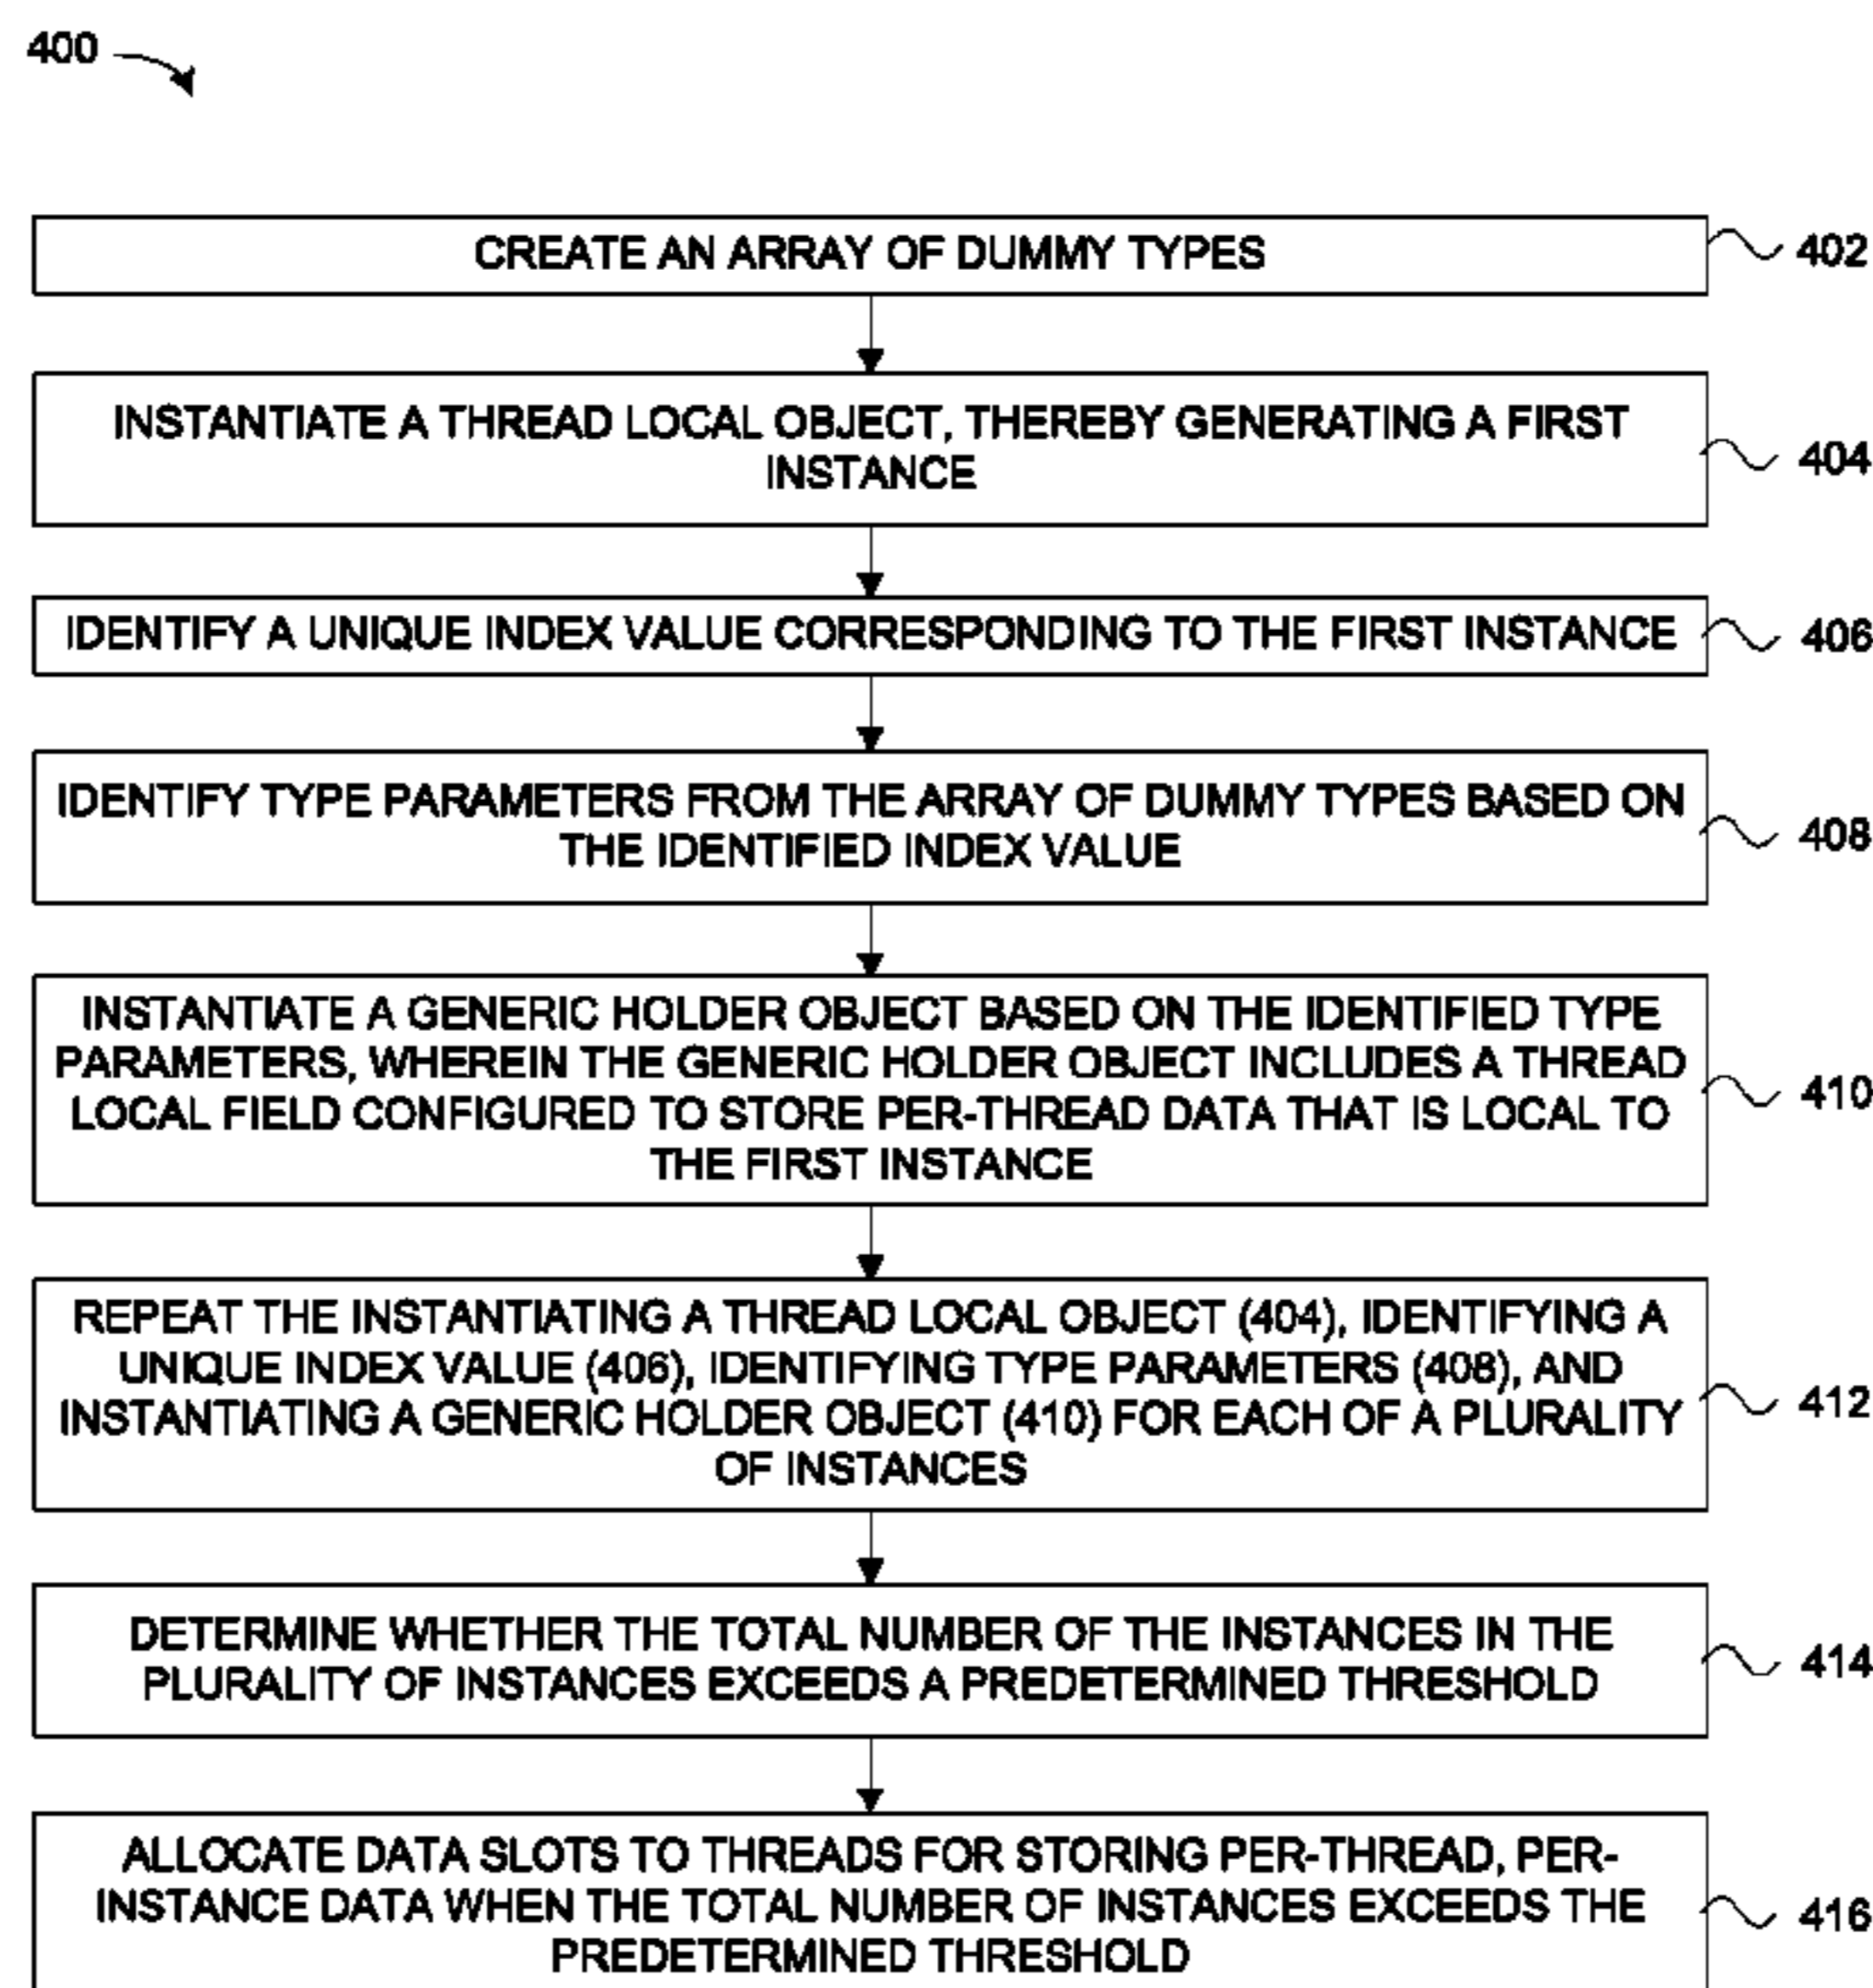 400
CREATE AN ARRAY OF DUMMY TYPES
402
INSTANTIATE A THREAD LOCAL OBJECT, THEREBY GENERATING A FIRST
INSTANCE
404
IDENTIFY A UNIQUE INDEX VALUE CORRESPONDING TO THE FIRST INSTANCE
406
IDENTIFY TYPE PARAMETERS FROM THE ARRAY OF DUMMY TYPES BASED ON
THE IDENTIFIED INDEX VALUE
408
INSTANTIATE A GENERIC HOLDER OBJECT BASED ON THE IDENTIFIED TYPE
PARAMETERS, WHEREIN THE GENERIC HOLDER OBJECT INCLUDES A THREAD
LOCAL FIELD CONFIGURED TO STORE PER-THREAD DATA THAT IS LOCAL TO
THE FIRST INSTANCE
410
REPEAT THE INSTANTIATING A THREAD LOCAL OBJECT (404), IDENTIFYING A
UNIQUE INDEX VALUE (406), IDENTIFYING TYPE PARAMETERS (408), AND
INSTANTIATING A GENERIC HOLDER OBJECT (410) FOR EACH OF A PLURALITY
OF INSTANCES
412
DETERMINE WHETHER THE TOTAL NUMBER OF THE INSTANCES IN THE
PLURALITY OF INSTANCES EXCEEDS A PREDETERMINED THRESHOLD
414
ALLOCATE DATA SLOTS TO THREADS FOR STORING PER-THREAD, PER-
INSTANCE DATA WHEN THE TOTAL NUMBER OF INSTANCES EXCEEDS THE
PREDETERMINED THRESHOLD
416